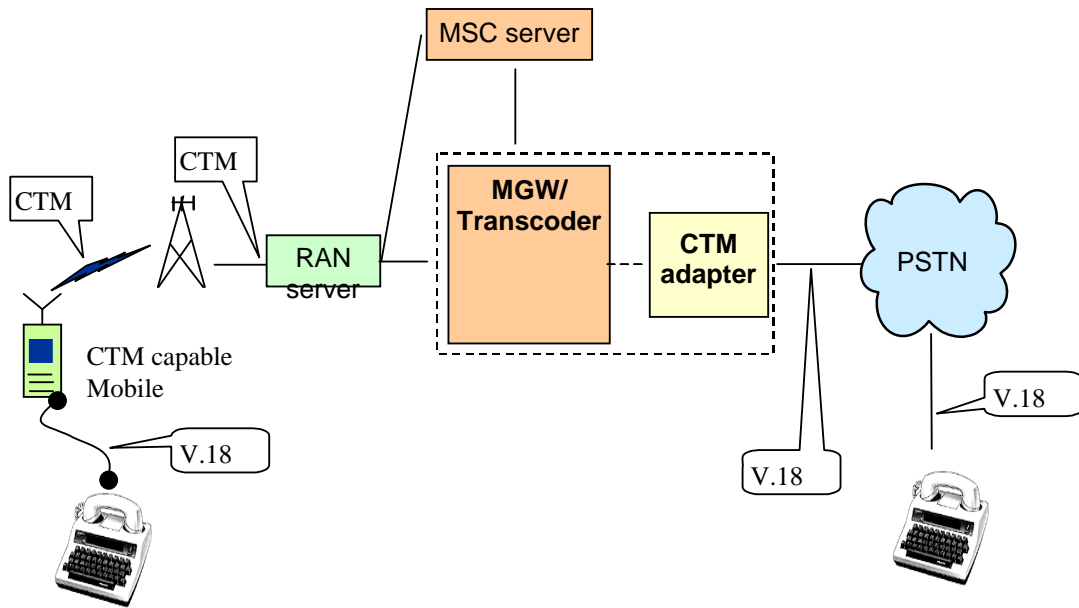 MSC server
CTM
CTM
MGW/
Transcoder
CTM
adapter
RAN
server
PSTN
CTM capable
Mobile
V.18
V.18
V.18